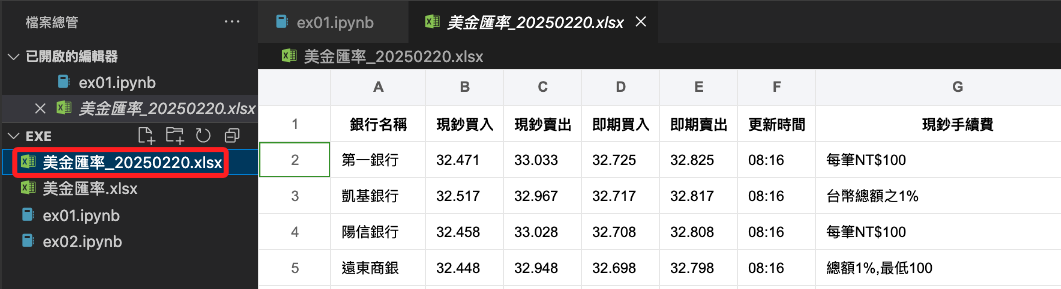 檔案總管 ···
已開啟的編輯器
ex01.ipynb
美金匯率_20250220.xlsx
EXE
美金匯率_20250220.xlsx
美金匯率.xlsx
ex01.ipynb
ex02.ipynb
ex01.ipynb 美金匯率_20250220.xlsx
美金匯率_20250220.xlsx
A B C D E F G
1 銀行名稱 現鈔買入 現鈔賣出 即期買入 即期賣出 更新時間 現鈔手續費
2 第一銀行 32.471 33.033 32.725 32.825 08:16 每筆NT$100
3 凱基銀行 32.517 32.967 32.717 32.817 08:16 台幣總額之1%
4 陽信銀行 32.458 33.028 32.708 32.808 08:16 每筆NT$100
5 遠東商銀 32.448 32.948 32.698 32.798 08:16 總額1%,最低100